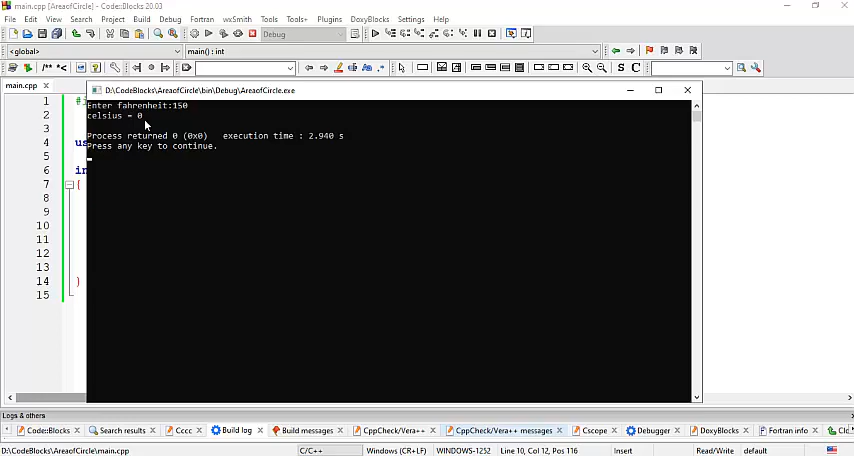 main.cpp [AreaofCircle] - Code::Blocks 20.03
File Edit View Search Project Build Debug Fortran wxSmith Tools Tools+ Plugins DoxyBlocks Settings Help
Debug
<global> main() : int
/** *<
S C
main.cpp
D:\CodeBlocks\AreaofCircle\bin\Debug\AreaofCircle.exe
Enter fahrenheit:150
celsius = 0
Process returned 0 (0x0) execution time : 2.940 s
Press any key to continue.
1 #i
2
3
4 us
5
6 in
7 {
8
9
10
11
12
13
14 }
15
Logs & others
Code::Blocks Search results Cccc Build log Build messages CppCheck/Vera++ CppCheck/Vera++ messages Cscope Debugger DoxyBlocks Fortran info Clo
D:\CodeBlocks\AreaofCircle\main.cpp C/C++ Windows (CR+LF) WINDOWS-1252 Line 10, Col 12, Pos 116 Insert Read/Write default